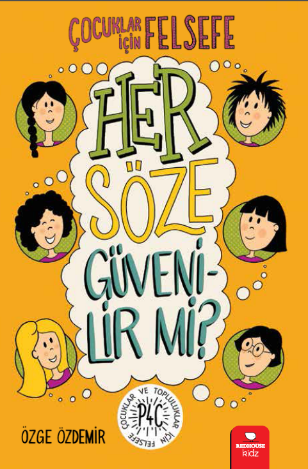 ÇOCUKLAR
İÇİN FELSEFE
HER
SÖZE
GÜVENİ-
LİR Mİ?
ÇOCUKLAR VE TOPLULUKLAR İÇİN FELSEFE
P4C
ÖZGE ÖZDEMİR
REDHOUSE
kidz